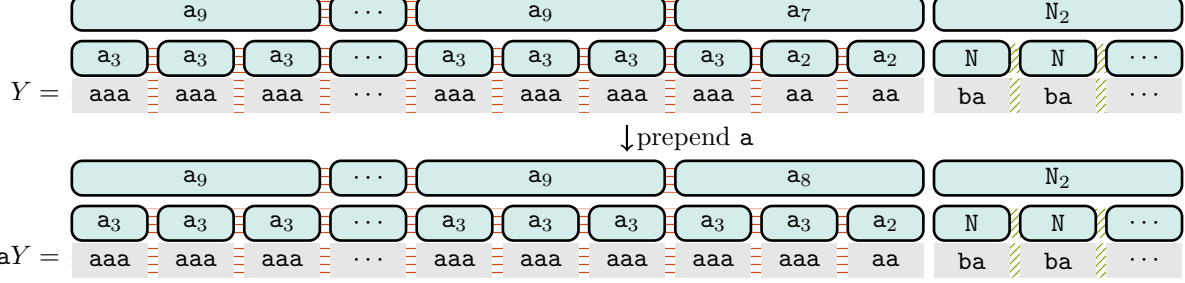 a₉ ⋯ a₉ a₇ N₂
a₃ a₃ a₃ ⋯ a₃ a₃ a₃ a₃ a₂ a₂ N N ⋯
Y = aaa aaa aaa ⋯ aaa aaa aaa aaa aa aa ba ba ⋯
↓prepend a
a₉ ⋯ a₉ a₈ N₂
a₃ a₃ a₃ ⋯ a₃ a₃ a₃ a₃ a₃ a₂ N N ⋯
aY = aaa aaa aaa ⋯ aaa aaa aaa aaa aaa aa ba ba ⋯